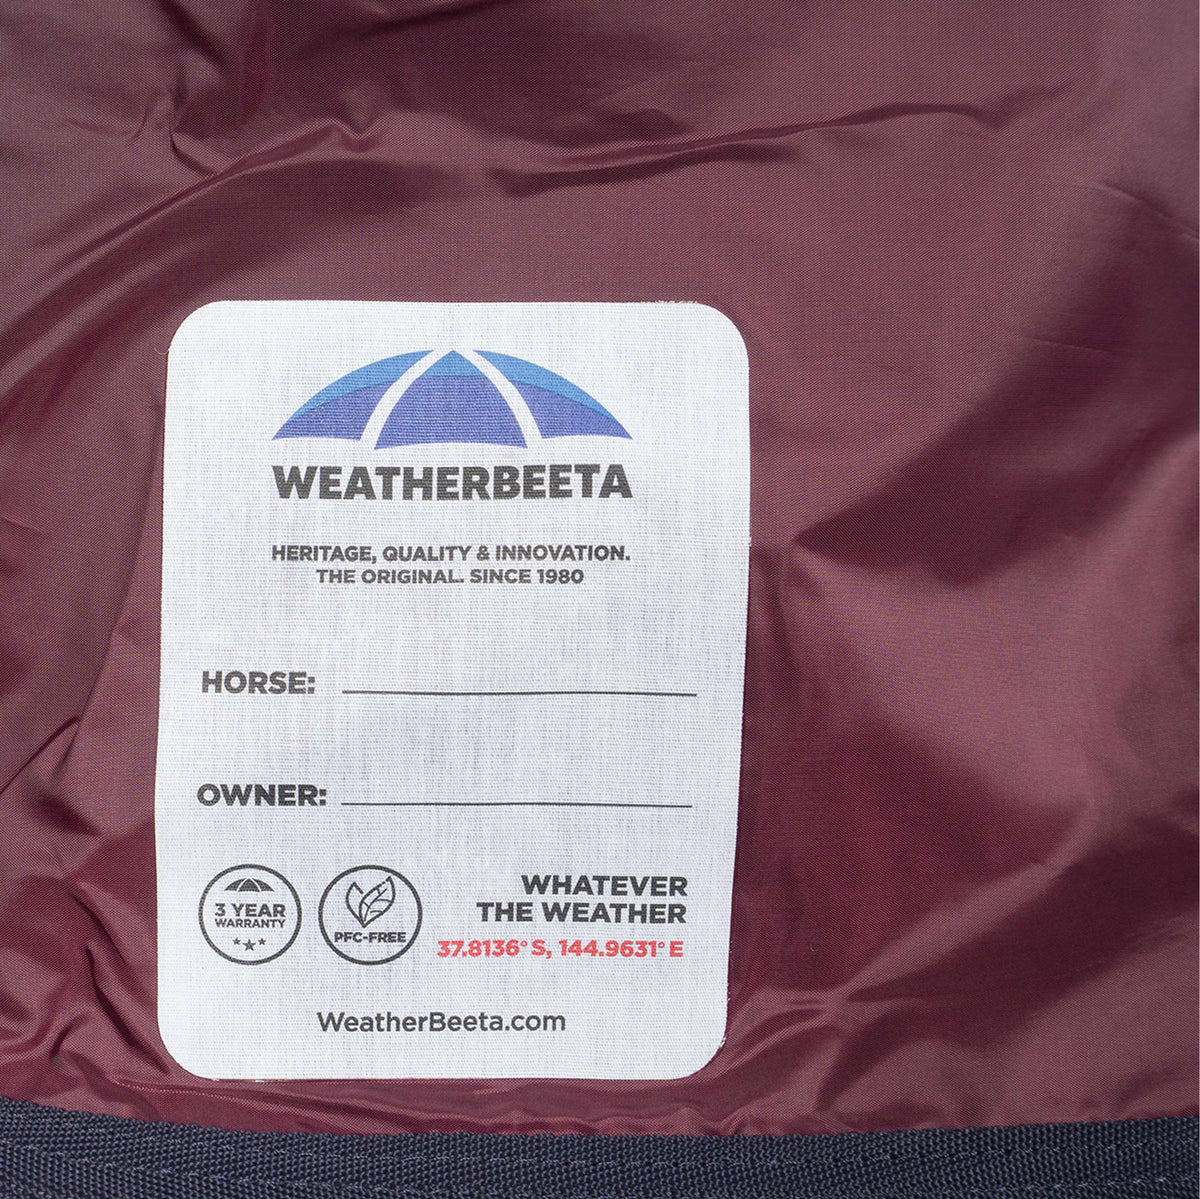 WEATHERBEETA
HERITAGE, QUALITY & INNOVATION.
THE ORIGINAL. SINCE 1980
HORSE:
OWNER:
3 YEAR
WARRANTY
PFC-FREE
WHATEVER
THE WEATHER
37.8136° S, 144.9631° E
WeatherBeeta.com